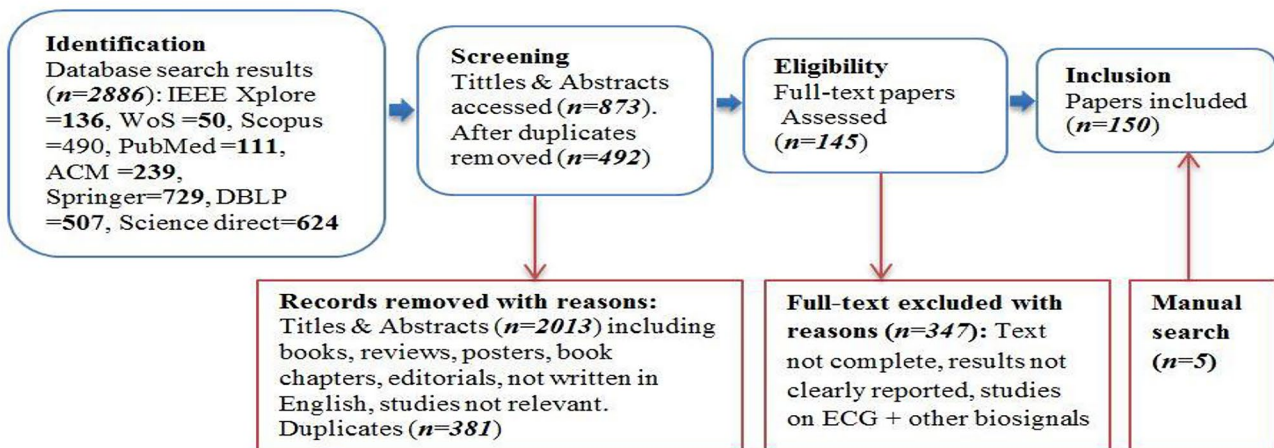 Identification
Database search results
(n=2886): IEEE Xplore
=136, WoS =50, Scopus
=490, PubMed =111,
ACM =239,
Springer=729, DBLP
=507, Science direct=624
Screening
Tittles & Abstracts
accessed (n=873).
After duplicates
removed (n=492)
Eligibility
Full-text papers
Assessed
(n=145)
Inclusion
Papers included
(n=150)
Records removed with reasons:
Titles & Abstracts (n=2013) including
books, reviews, posters, book
chapters, editorials, not written in
English, studies not relevant.
Duplicates (n=381)
Full-text excluded with
reasons (n=347): Text
not complete, results not
clearly reported, studies
on ECG + other biosignals
Manual
search
(n=5)